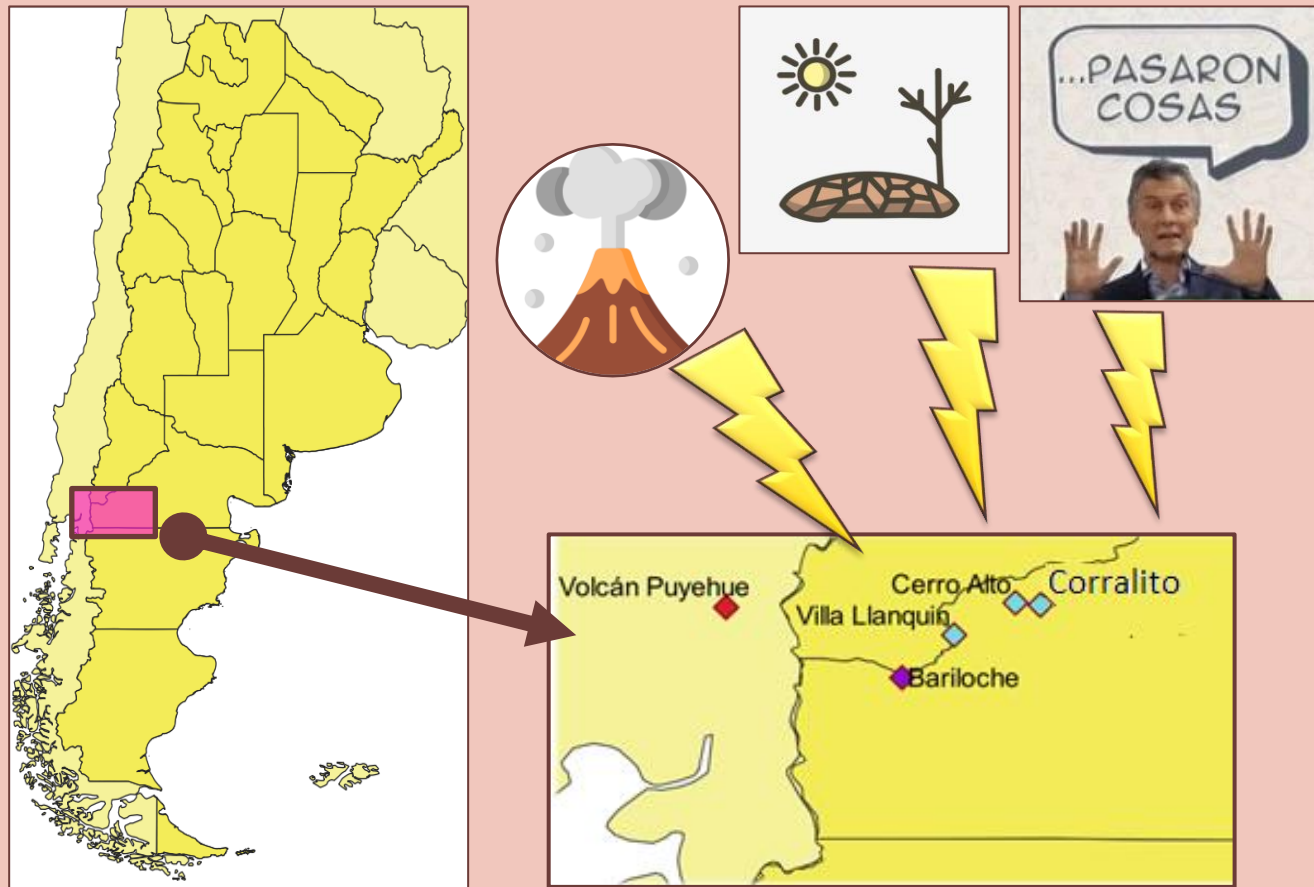 ...PASARON
COSAS
Volcán Puyehue
Cerro Alto
Corralito
Villa Llanquin
Bariloche